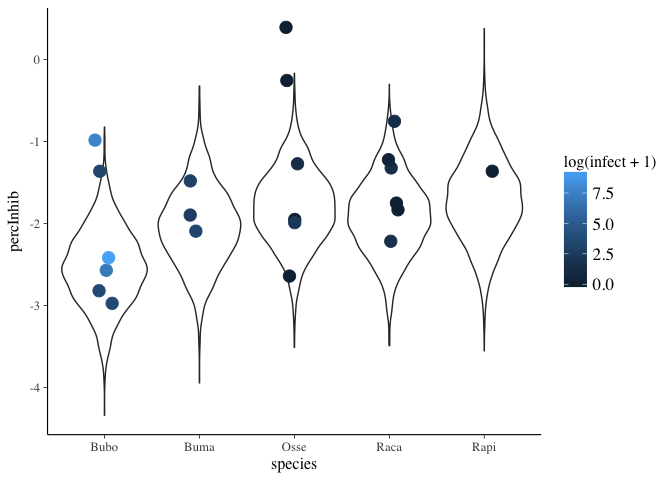 0
-1
-2
-3
-4
percInhib
Bubo Buma Osse Raca Rapi
species
log(infect + 1)
7.5
5.0
2.5
0.0